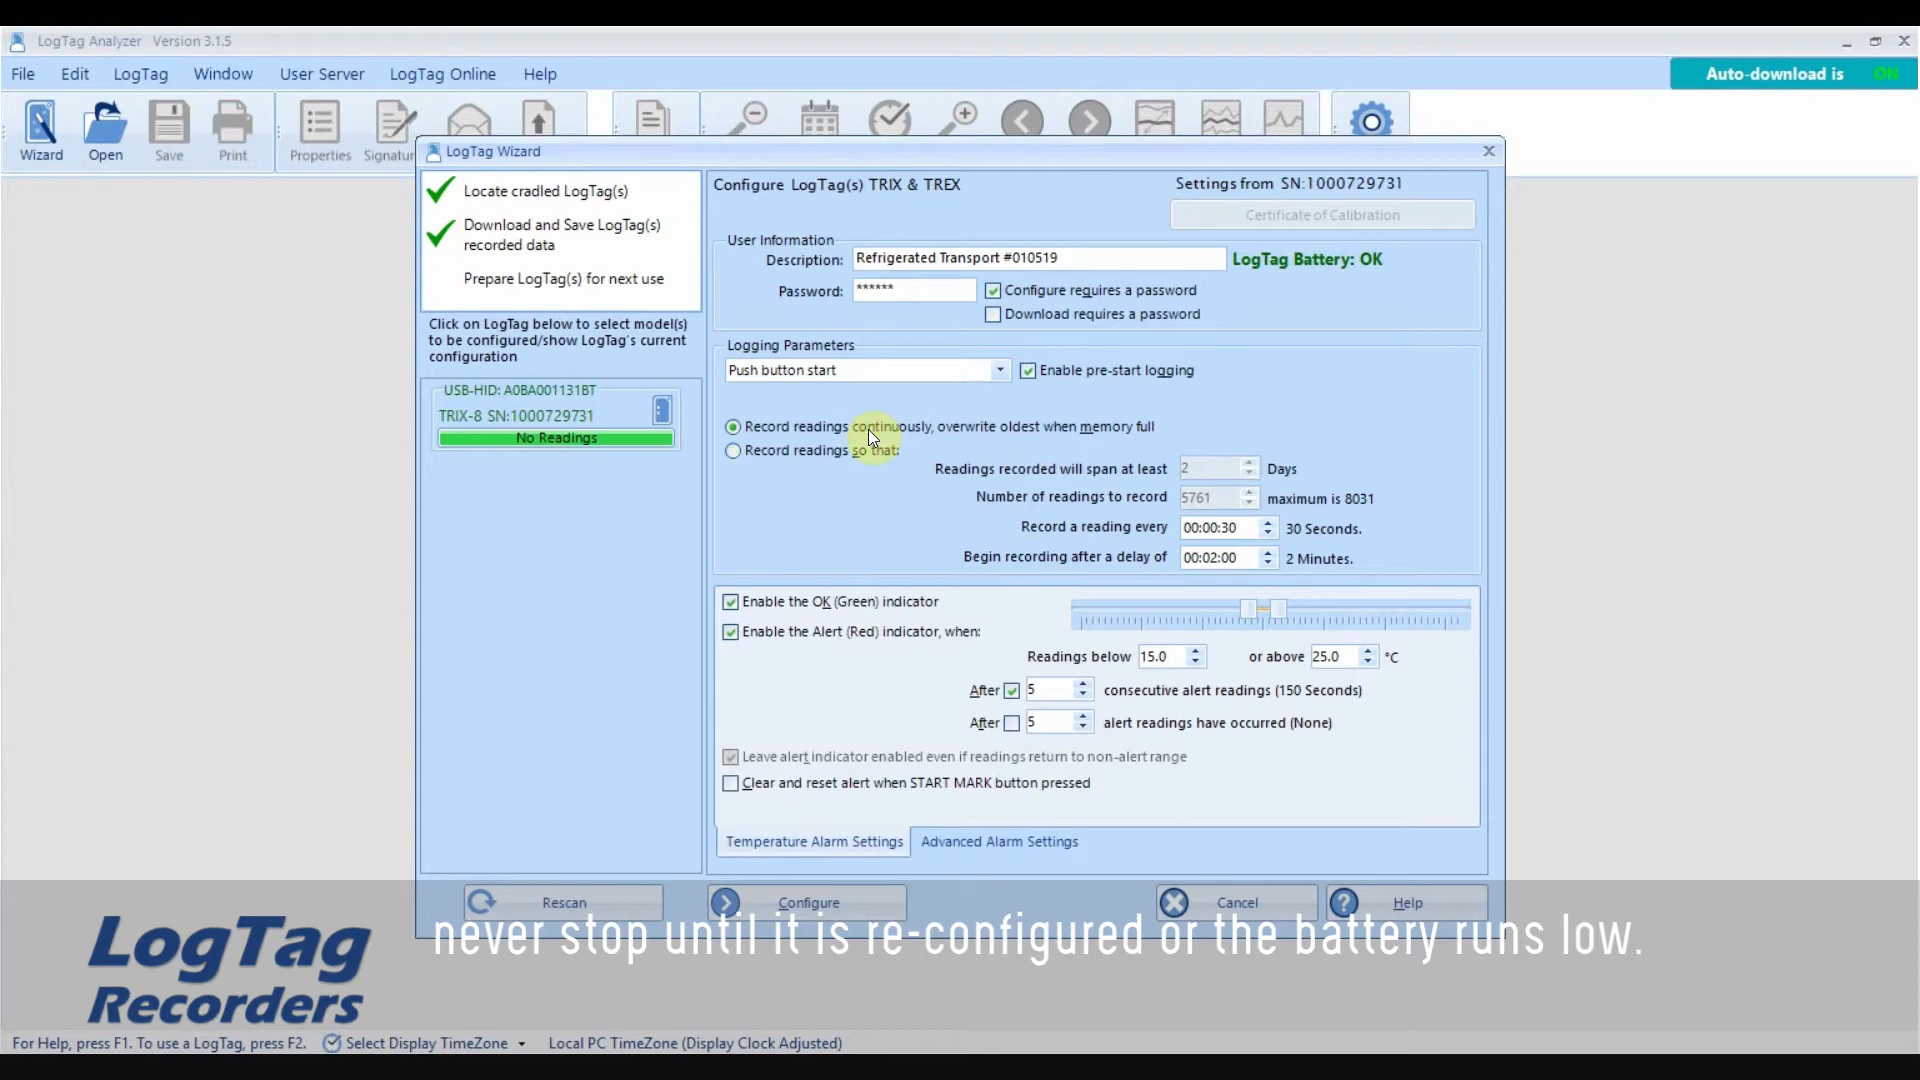 LogTag Analyzer Version 3.1.5
File Edit LogTag Window User Server LogTag Online Help
Auto-download is ON
Wizard Open Save Print Properties Signatur
LogTag Wizard
Locate cradled LogTag(s)
Download and Save LogTag(s)
recorded data
Prepare LogTag(s) for next use
Click on LogTag below to select model(s)
to be configured/show LogTag's current
configuration
USB-HID: A0BA001131BT
TRIX-8 SN:1000729731
No Readings
Configure LogTag(s) TRIX & TREX
Settings from SN:1000729731
Certificate of Calibration
User Information
Description: Refrigerated Transport #010519 LogTag Battery: OK
Password: ****** Configure requires a password
Download requires a password
Logging Parameters
Push button start Enable pre-start logging
Record readings continuously, overwrite oldest when memory full
Record readings so that:
Readings recorded will span at least 2 Days
Number of readings to record 5761 maximum is 8031
Record a reading every 00:00:30 30 Seconds.
Begin recording after a delay of 00:02:00 2 Minutes.
Enable the OK (Green) indicator
Enable the Alert (Red) indicator, when:
Readings below 15.0 or above 25.0 °C
After 5 consecutive alert readings (150 Seconds)
After 5 alert readings have occurred (None)
Leave alert indicator enabled even if readings return to non-alert range
Clear and reset alert when START MARK button pressed
Temperature Alarm Settings Advanced Alarm Settings
Rescan Configure Cancel Help
never stop until it is re-configured or the battery runs low.
LogTag
Recorders
For Help, press F1. To use a LogTag, press F2. Select Display TimeZone Local PC TimeZone (Display Clock Adjusted)